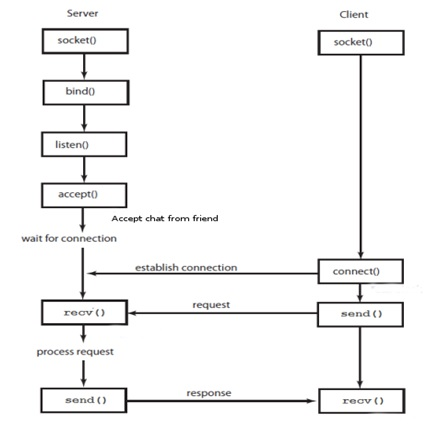 Server
Client
socket()
socket()
bind()
listen()
accept()
Accept chat from friend
wait for connection
establish connection
connect()
request
recv()
send()
process request
response
send()
recv()